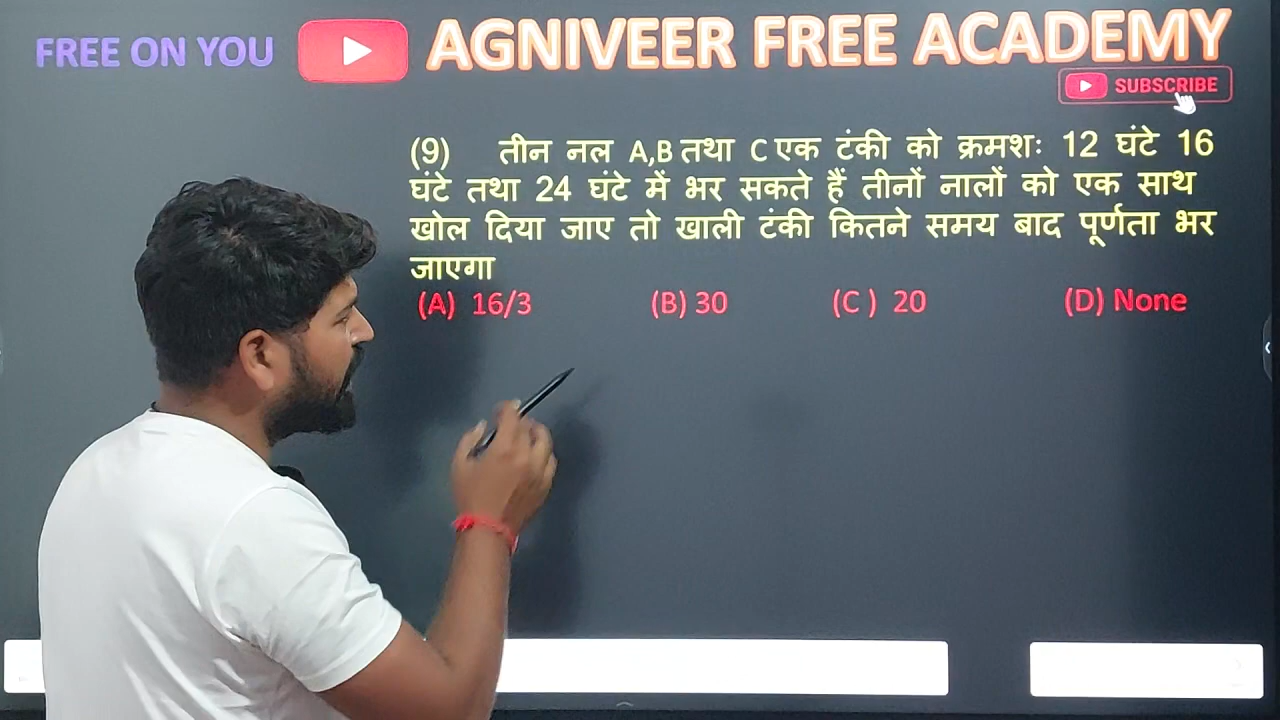 FREE ON YOU
AGNIVEER FREE ACADEMY
SUBSCRIBE
(9) तीन नल A,B तथा C एक टंकी को क्रमशः 12 घंटे 16
घंटे तथा 24 घंटे में भर सकते हैं तीनों नालों को एक साथ
खोल दिया जाए तो खाली टंकी कितने समय बाद पूर्णता भर
जाएगा
(A) 16/3 (B) 30 (C ) 20 (D) None